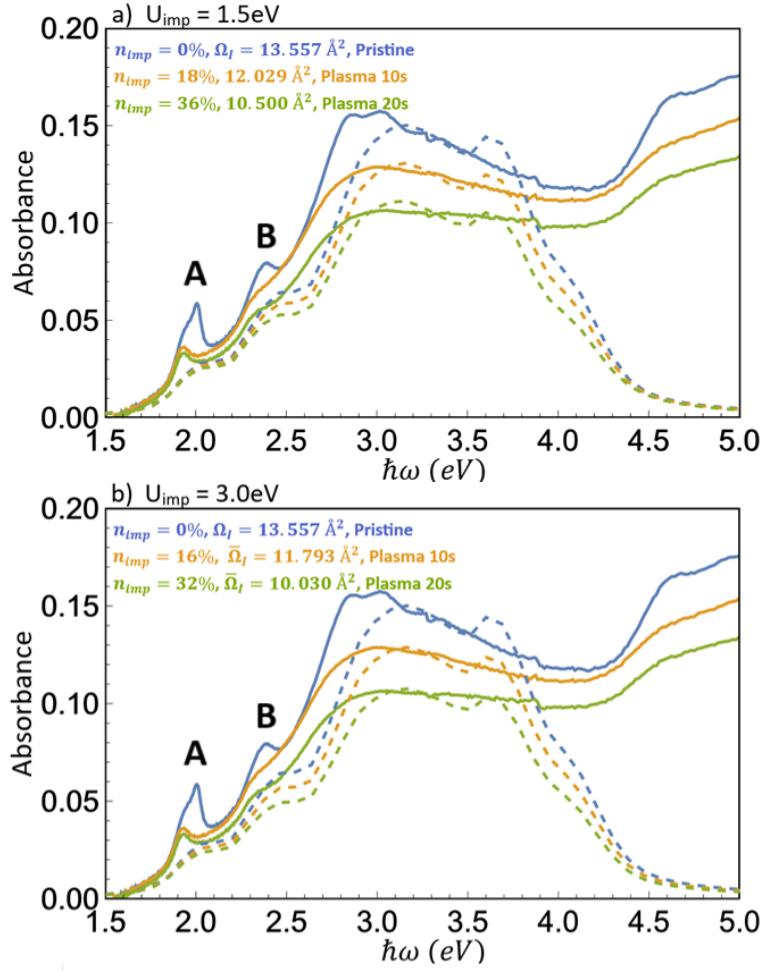 a) U_imp = 1.5eV
n_imp = 0%, Ω_I = 13.557 Å², Pristine
n_imp = 18%, 12.029 Å², Plasma 10s
n_imp = 36%, 10.500 Å², Plasma 20s
0.20
0.15
0.10
0.05
0.00
Absorbance
A
B
1.5 2.0 2.5 3.0 3.5 4.0 4.5 5.0
ħω (eV)
b) U_imp = 3.0eV
n_imp = 0%, Ω_I = 13.557 Å², Pristine
n_imp = 16%, Ω̅_I = 11.793 Å², Plasma 10s
n_imp = 32%, Ω̅_I = 10.030 Å², Plasma 20s
0.20
0.15
0.10
0.05
0.00
Absorbance
A
B
1.5 2.0 2.5 3.0 3.5 4.0 4.5 5.0
ħω (eV)